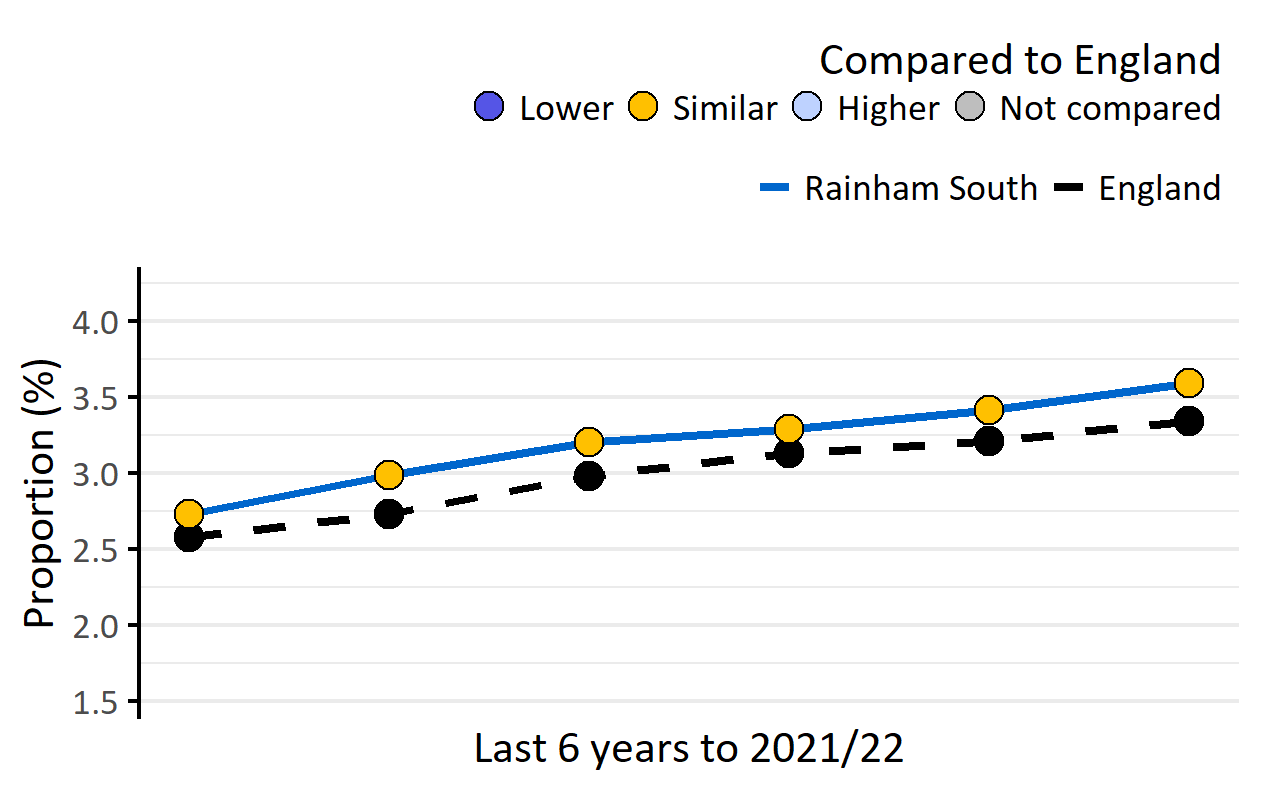 Compared to England
Lower Similar Higher Not compared
Rainham South England
Proportion (%)
4.0
3.5
3.0
2.5
2.0
1.5
Last 6 years to 2021/22